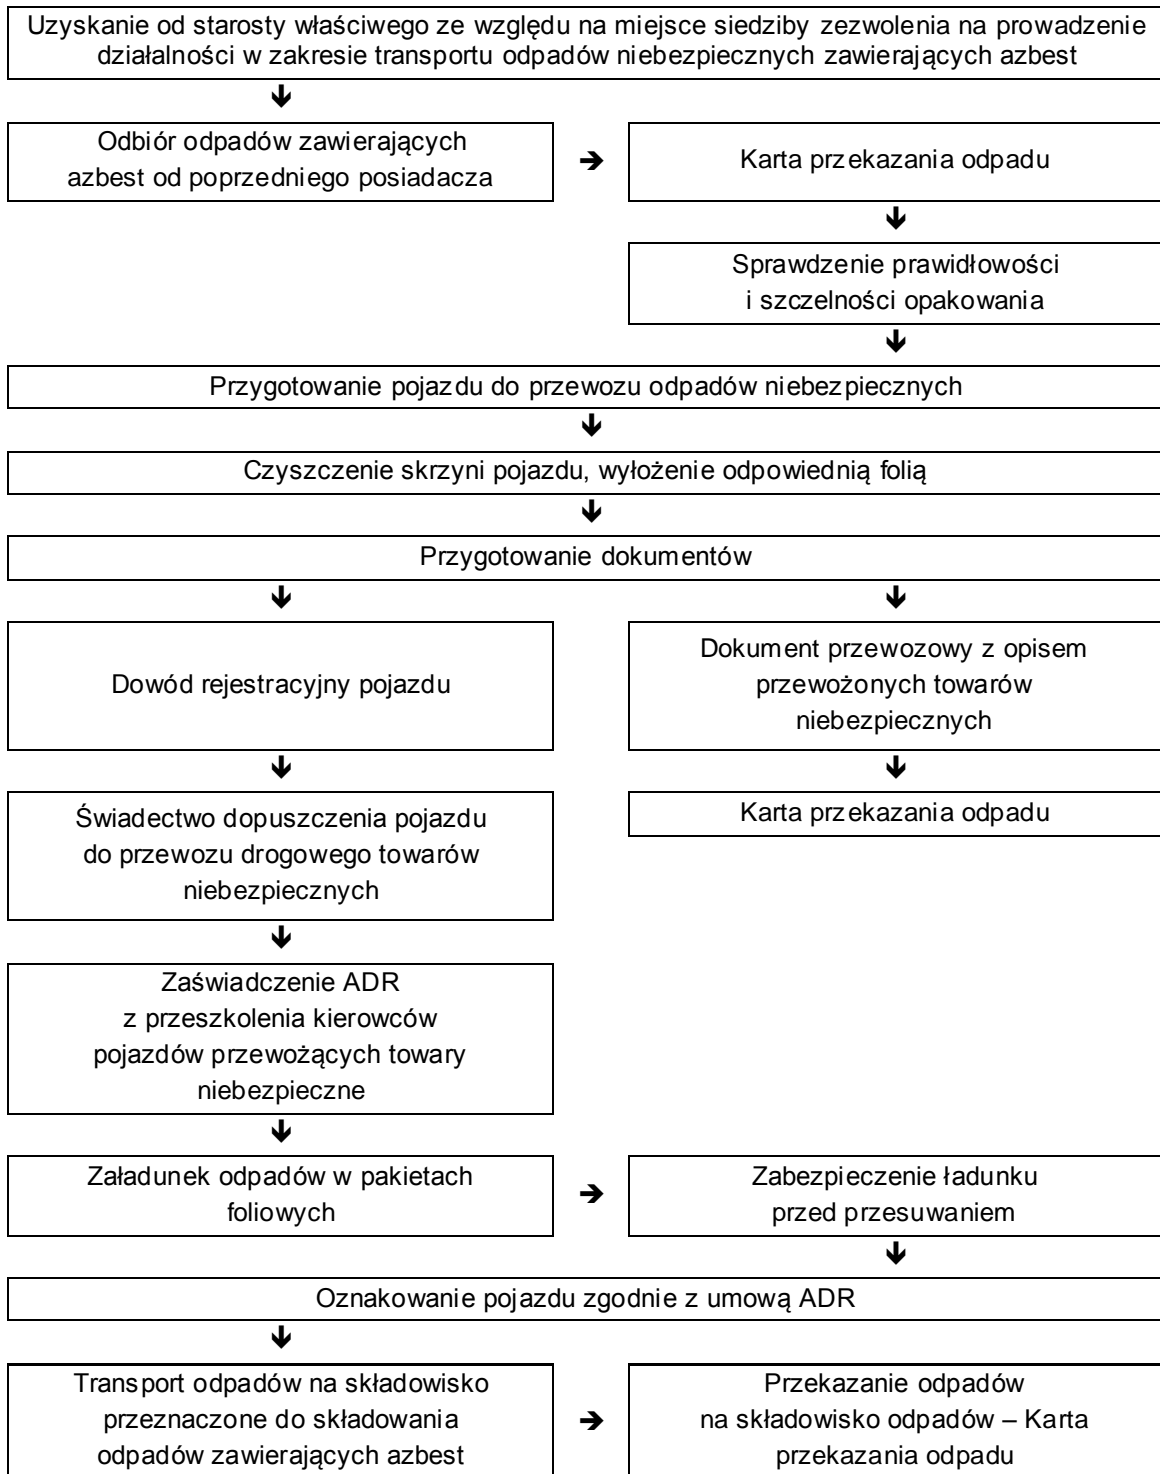 Uzyskanie od starosty właściwego ze względu na miejsce siedziby zezwolenia na prowadzenie
działalności w zakresie transportu odpadów niebezpiecznych zawierających azbest
Odbiór odpadów zawierających
azbest od poprzedniego posiadacza
Karta przekazania odpadu
Sprawdzenie prawidłowości
i szczelności opakowania
Przygotowanie pojazdu do przewozu odpadów niebezpiecznych
Czyszczenie skrzyni pojazdu, wyłożenie odpowiednią folią
Przygotowanie dokumentów
Dowód rejestracyjny pojazdu
Dokument przewozowy z opisem
przewożonych towarów
niebezpiecznych
Świadectwo dopuszczenia pojazdu
do przewozu drogowego towarów
niebezpiecznych
Karta przekazania odpadu
Zaświadczenie ADR
z przeszkolenia kierowców
pojazdów przewożących towary
niebezpieczne
Załadunek odpadów w pakietach
foliowych
Zabezpieczenie ładunku
przed przesuwaniem
Oznakowanie pojazdu zgodnie z umową ADR
Transport odpadów na składowisko
przeznaczone do składowania
odpadów zawierających azbest
Przekazanie odpadów
na składowisko odpadów – Karta
przekazania odpadu